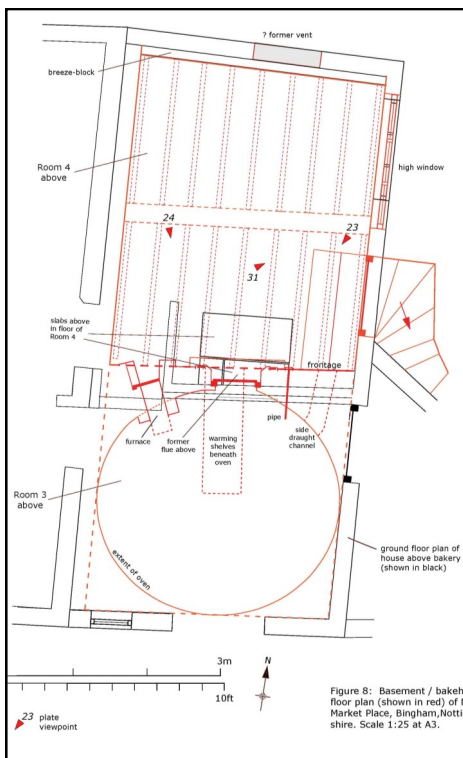 ? former vent
breeze-block
Room 4
above
high window
24
23
31
slabs above
in floor of
Room 4
frontage
furnace
former
flue above
warming
shelves
beneath
oven
pipe
side
draught
channel
Room 3
above
extent of oven
ground floor plan of
house above bakery
(shown in black)
3m
10ft
N
23 plate
viewpoint
Figure 8: Basement / bakeh
floor plan (shown in red) of
Market Place, Bingham,Notti
shire. Scale 1:25 at A3.